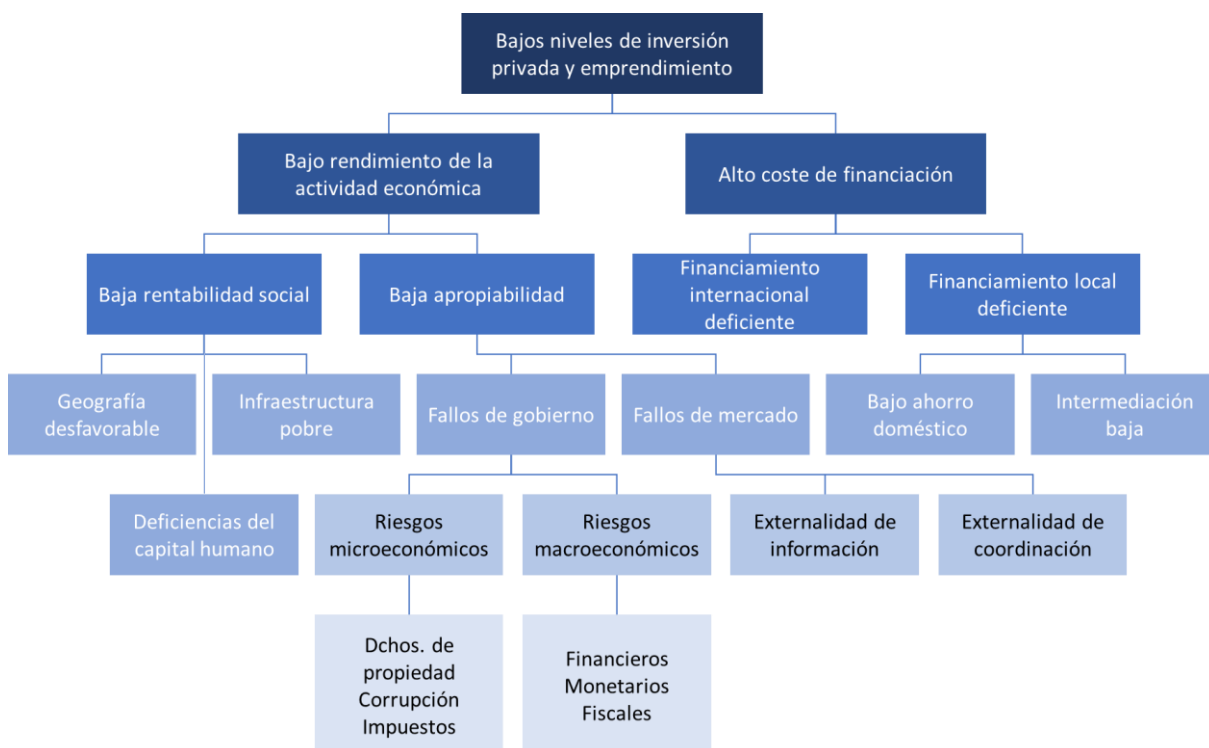 Bajos niveles de inversión
privada y emprendimiento
Bajo rendimiento de la
actividad económica
Alto coste de financiación
Baja rentabilidad social
Baja apropiabilidad
Financiamiento
internacional
deficiente
Financiamiento local
deficiente
Geografía
desfavorable
Infraestructura
pobre
Fallos de gobierno
Fallos de mercado
Bajo ahorro
doméstico
Intermediación
baja
Deficiencias del
capital humano
Riesgos
microeconómicos
Riesgos
macroeconómicos
Externalidad de
información
Externalidad de
coordinación
Dchos. de
propiedad
Corrupción
Impuestos
Financieros
Monetarios
Fiscales